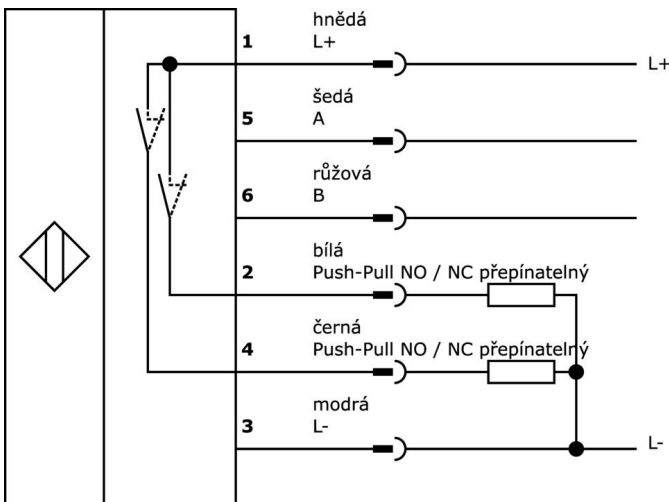 hnědá
1 L+ L+
šedá
5 A
růžová
6 B
bílá
2 Push-Pull NO / NC přepínatelný
černá
4 Push-Pull NO / NC přepínatelný
modrá
3 L- L-